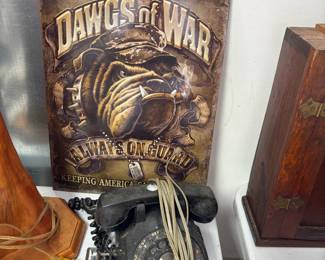 DAWGS of WAR
ALWAYS ON GUARD
KEEPING AMERICA